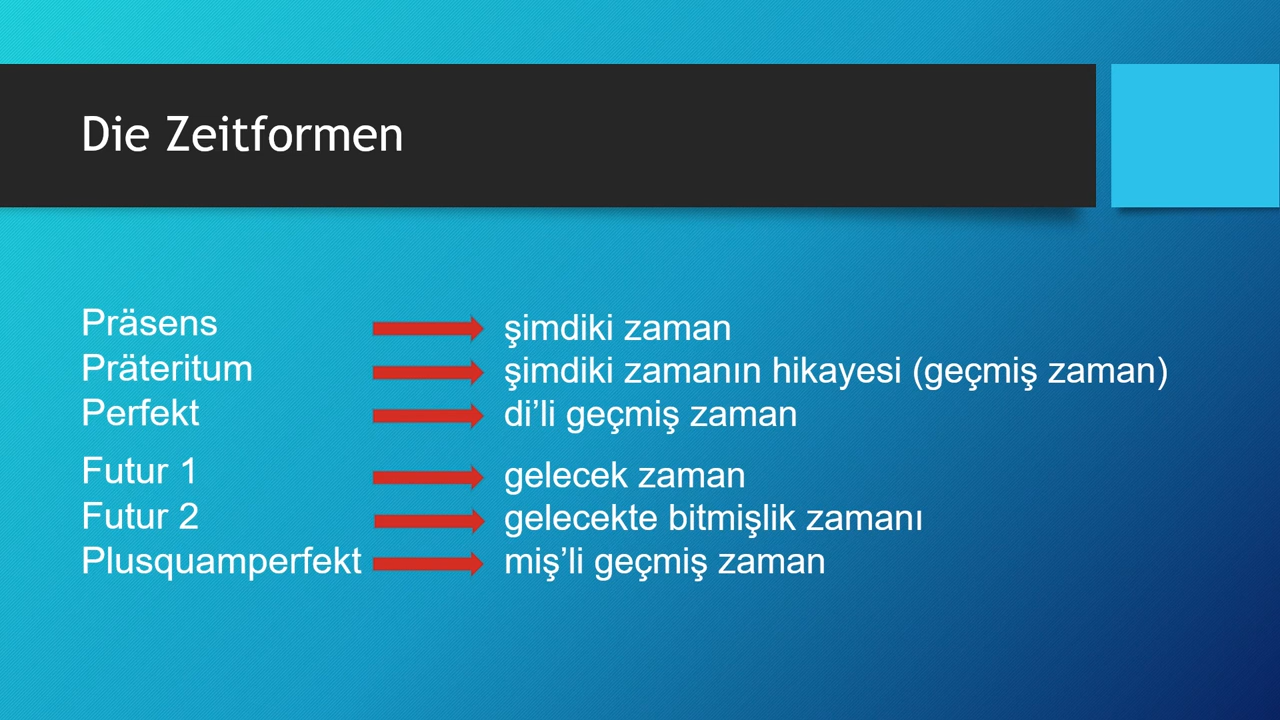 Die Zeitformen
Präsens şimdiki zaman
Präteritum şimdiki zamanın hikayesi (geçmiş zaman)
Perfekt di’li geçmiş zaman
Futur 1 gelecek zaman
Futur 2 gelecekte bitmişlik zamanı
Plusquamperfekt miş’li geçmiş zaman